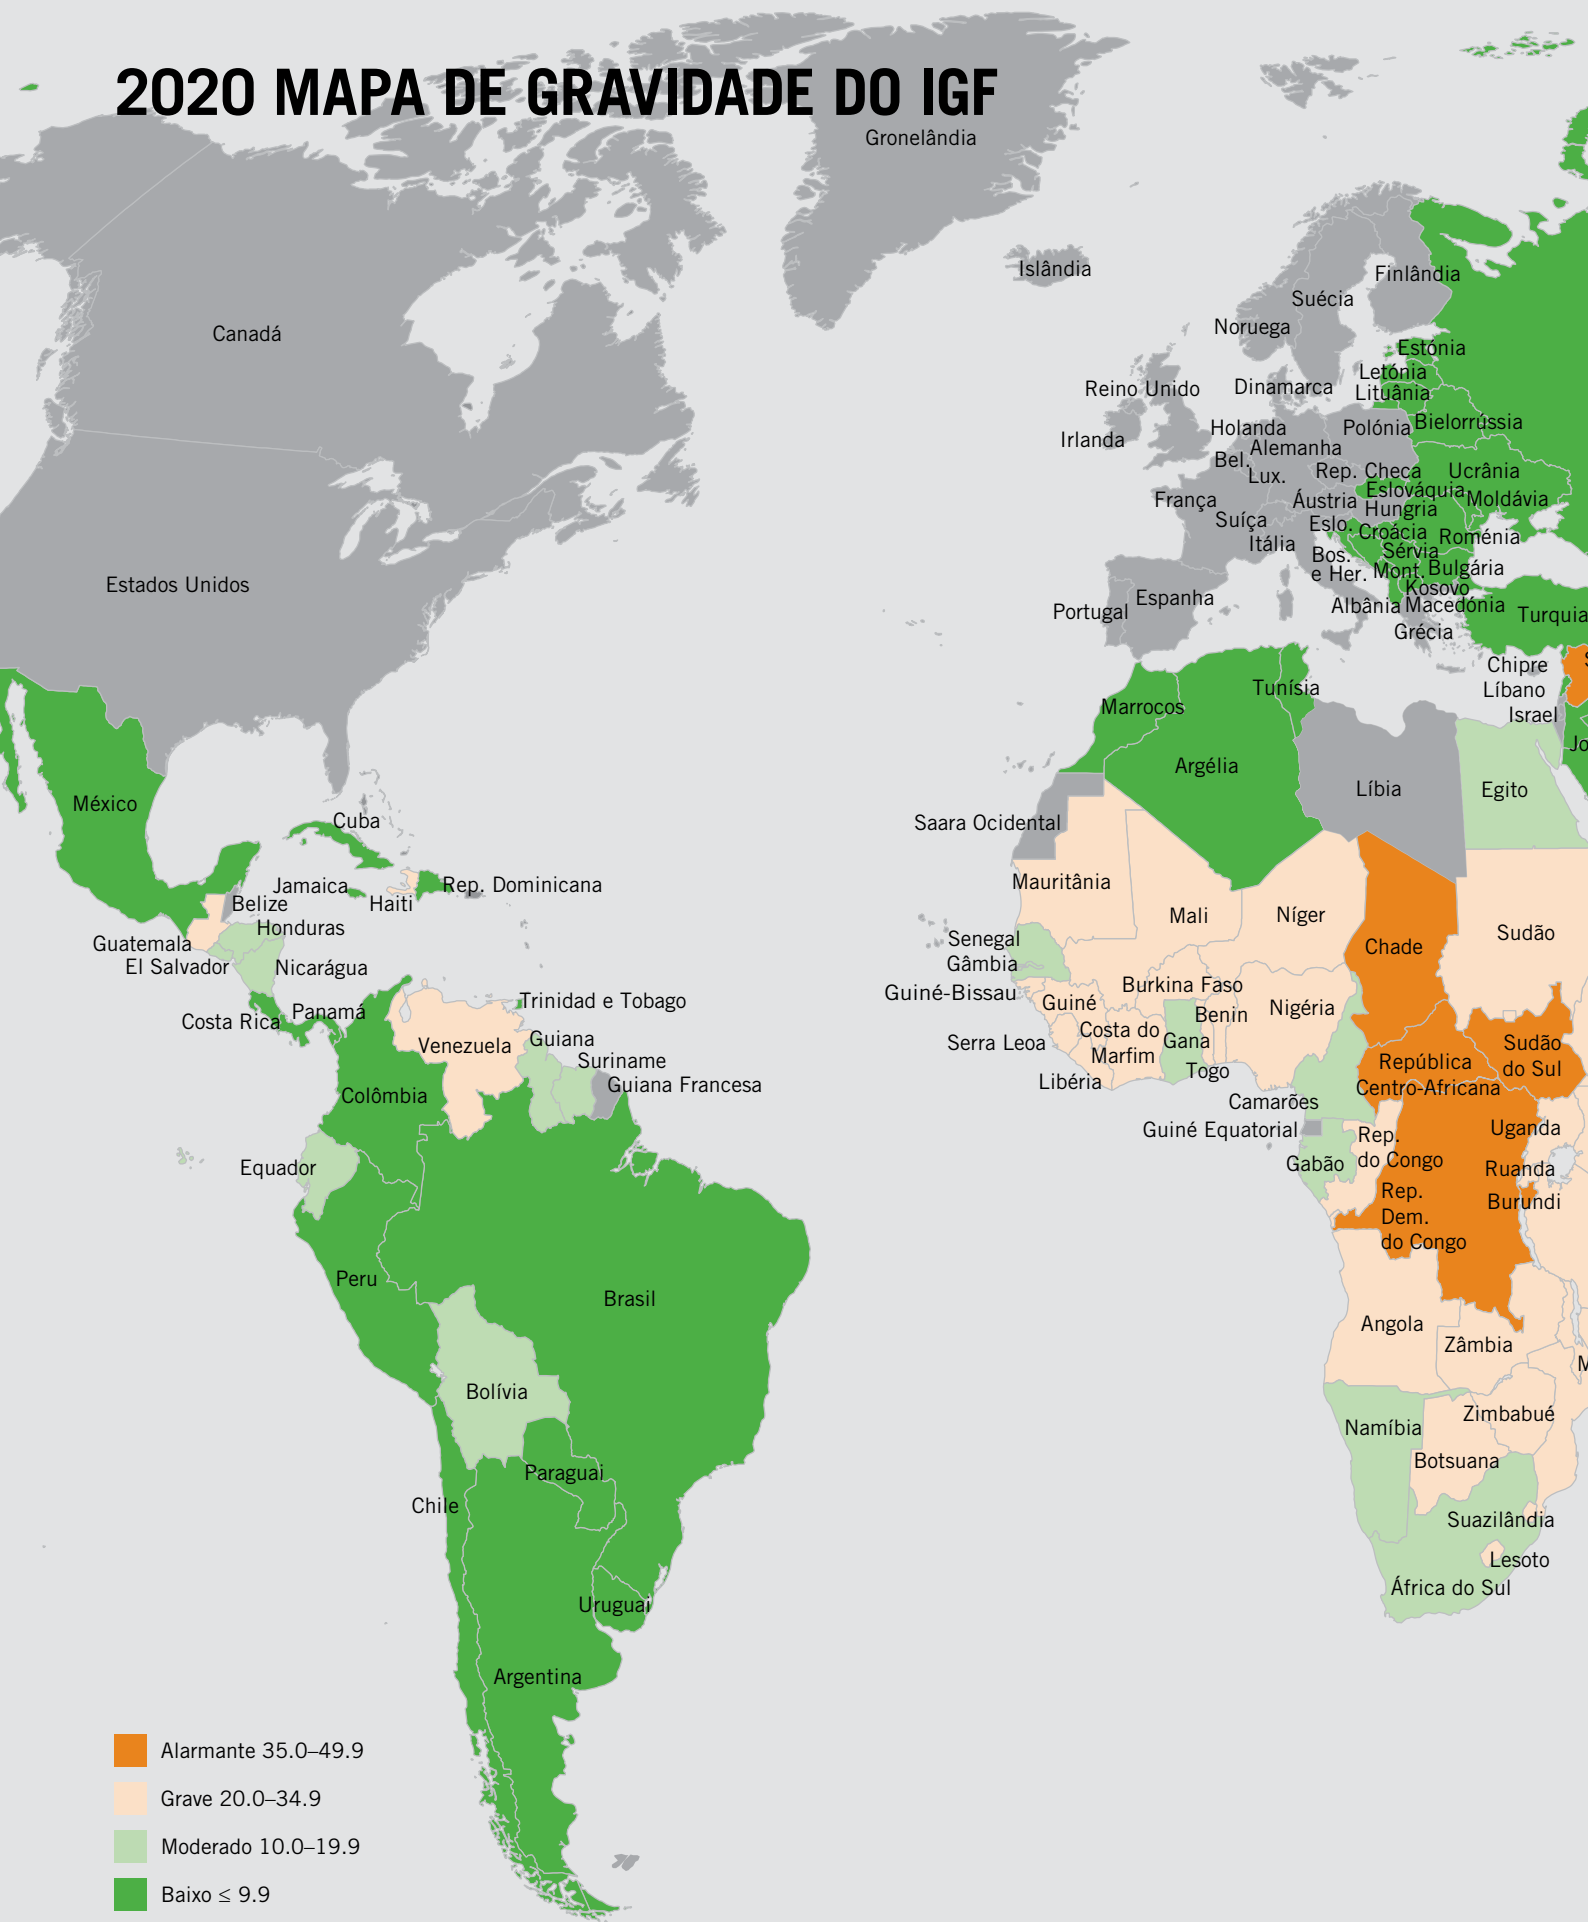 2020 MAPA DE GRAVIDADE DO IGF
Gronelândia
Islândia
Finlândia
Suécia
Noruega
Canadá
Estónia
Letónia
Lituânia
Reino Unido
Dinamarca
Bielorrússia
Holanda
Polónia
Irlanda
Alemanha
Bel.
Lux.
Rep. Checa
Ucrânia
Eslováquia
França
Áustria
Moldávia
Hungria
Suíça
Eslo.
Croácia
Roménia
Itália
Sérvia
Bos.
e Her.
Mont.
Bulgária
Kosovo
Estados Unidos
Espanha
Portugal
Albânia
Macedónia
Turquia
Grécia
S
Chipre
Líbano
Israel
Jo
Tunísia
Marrocos
Argélia
Líbia
Egito
México
Cuba
Saara Ocidental
Jamaica
Rep. Dominicana
Belize
Haiti
Mauritânia
Mali
Níger
Honduras
Guatemala
Senegal
Chade
Sudão
El Salvador
Nicarágua
Gâmbia
Guiné-Bissau
Burkina Faso
Trinidad e Tobago
Guiné
Benin
Nigéria
Costa Rica
Panamá
Costa do
Marfim
Gana
Serra Leoa
Sudão
do Sul
Venezuela
Guiana
Suriname
Guiana Francesa
Libéria
Togo
República
Centro-Africana
Colômbia
Camarões
Guiné Equatorial
Uganda
Rep.
do Congo
Equador
Gabão
Ruanda
Rep.
Dem.
do Congo
Burundi
Peru
Brasil
Angola
Zâmbia
M
Bolívia
Namíbia
Zimbabué
Botsuana
Paraguai
Chile
Suazilândia
Lesoto
África do Sul
Uruguai
Argentina
Alarmante 35.0–49.9
Grave 20.0–34.9
Moderado 10.0–19.9
Baixo ≤ 9.9